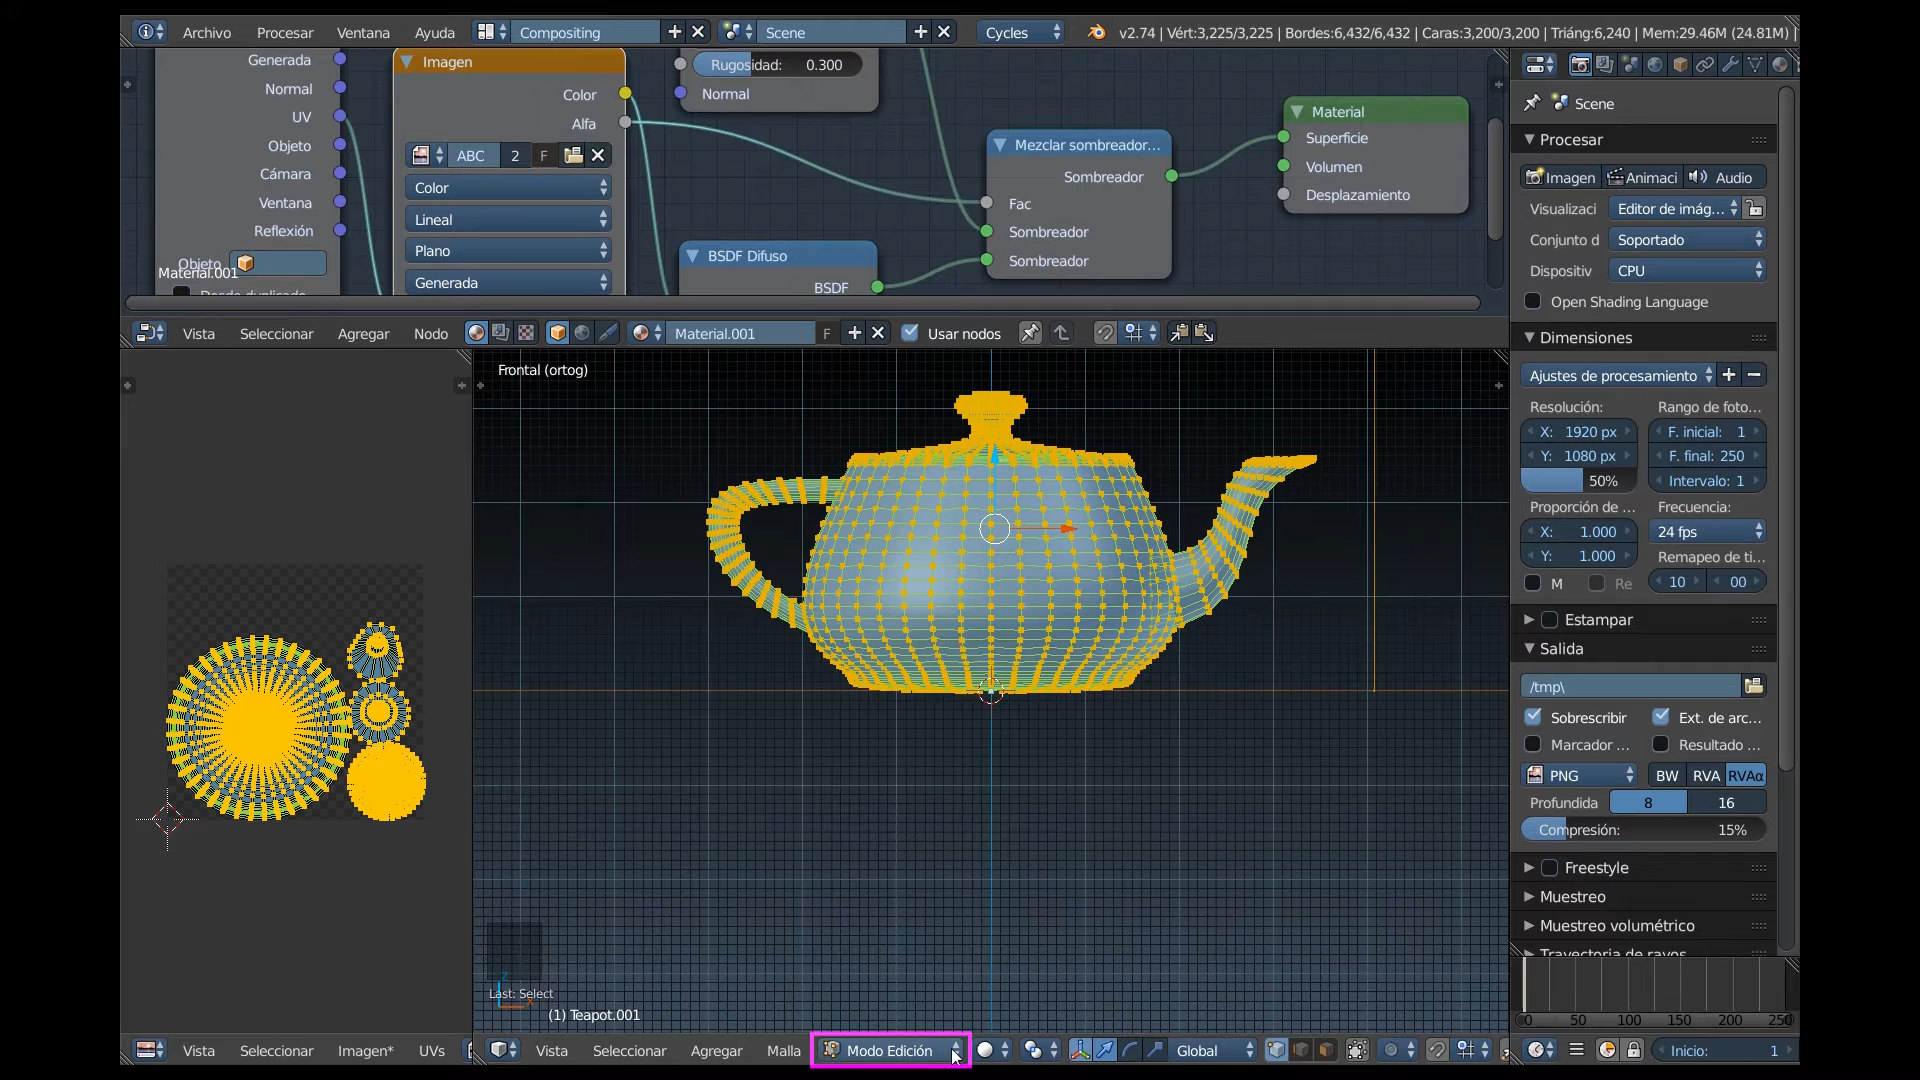 Archivo Procesar Ventana Ayuda Compositing Scene Cycles v2.74 | Vért:3,225/3,225 | Bordes:6,432/6,432 | Caras:3,200/3,200 | Triáng:6,240 | Mem:29.46M (24.81M) |
Generada
Normal
UV
Objeto
Cámara
Ventana
Reflexión
Objeto
Material.001
Imagen
Color
Alfa
ABC 2 F
Color
Lineal
Plano
Generada
Rugosidad: 0.300
Normal
BSDF Difuso
BSDF
Mezclar sombreador...
Sombreador
Fac
Sombreador
Sombreador
Material
Superficie
Volumen
Desplazamiento
Vista Seleccionar Agregar Nodo Material.001 F Usar nodos
Frontal (ortog)
Last: Select
(1) Teapot.001
Vista Seleccionar Imagen* UVs
Vista Seleccionar Agregar Malla Modo Edición Global
Scene
Procesar
Imagen Animaci Audio
Visualizaci Editor de imág...
Conjunto d Soportado
Dispositiv CPU
Open Shading Language
Dimensiones
Ajustes de procesamiento
Resolución: Rango de foto...
X: 1920 px F. inicial: 1
Y: 1080 px F. final: 250
50% Intervalo: 1
Proporción de ... Frecuencia:
X: 1.000 24 fps
Y: 1.000 Remapeo de ti...
M Re 10 00
Estampar
Salida
/tmp\
Sobrescribir Ext. de arc...
Marcador ... Resultado ...
PNG BW RVA RVAα
Profundida 8 16
Compresión: 15%
Freestyle
Muestreo
Muestreo volumétrico
Trayectoria de rayos
0 50 100 150 200 250
Inicio: 1